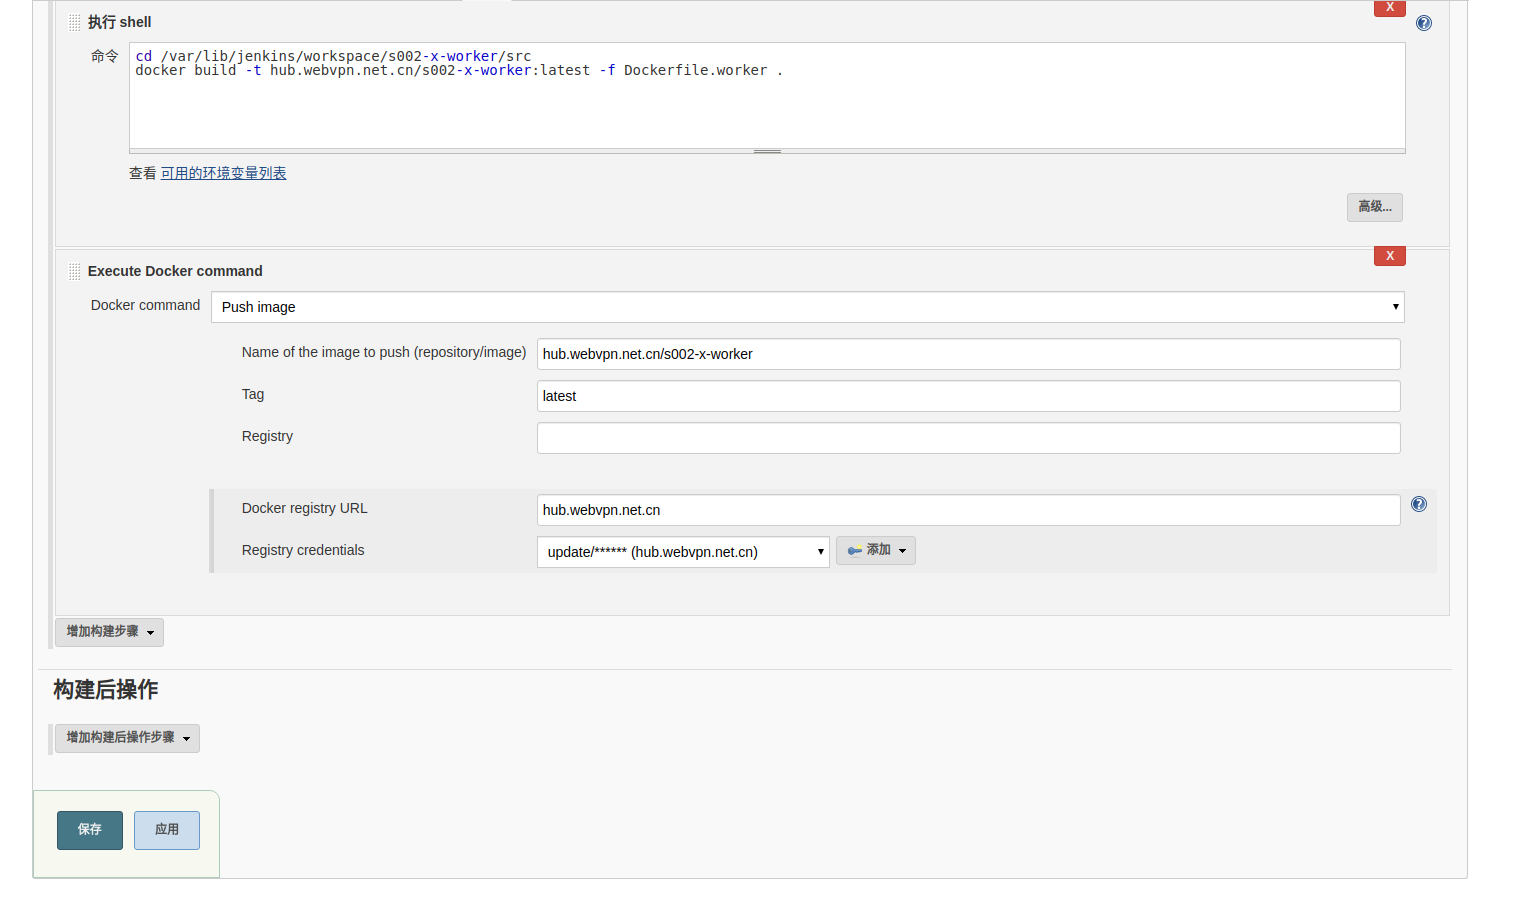 X
执行 shell
命令
cd /var/lib/jenkins/workspace/s002-x-worker/src
docker build -t hub.webvpn.net.cn/s002-x-worker:latest -f Dockerfile.worker .
查看 可用的环境变量列表
高级...
X
Execute Docker command
Docker command Push image
Name of the image to push (repository/image) hub.webvpn.net.cn/s002-x-worker
Tag latest
Registry
Docker registry URL hub.webvpn.net.cn
Registry credentials update/****** (hub.webvpn.net.cn) 添加
增加构建步骤
构建后操作
增加构建后操作步骤
保存 应用